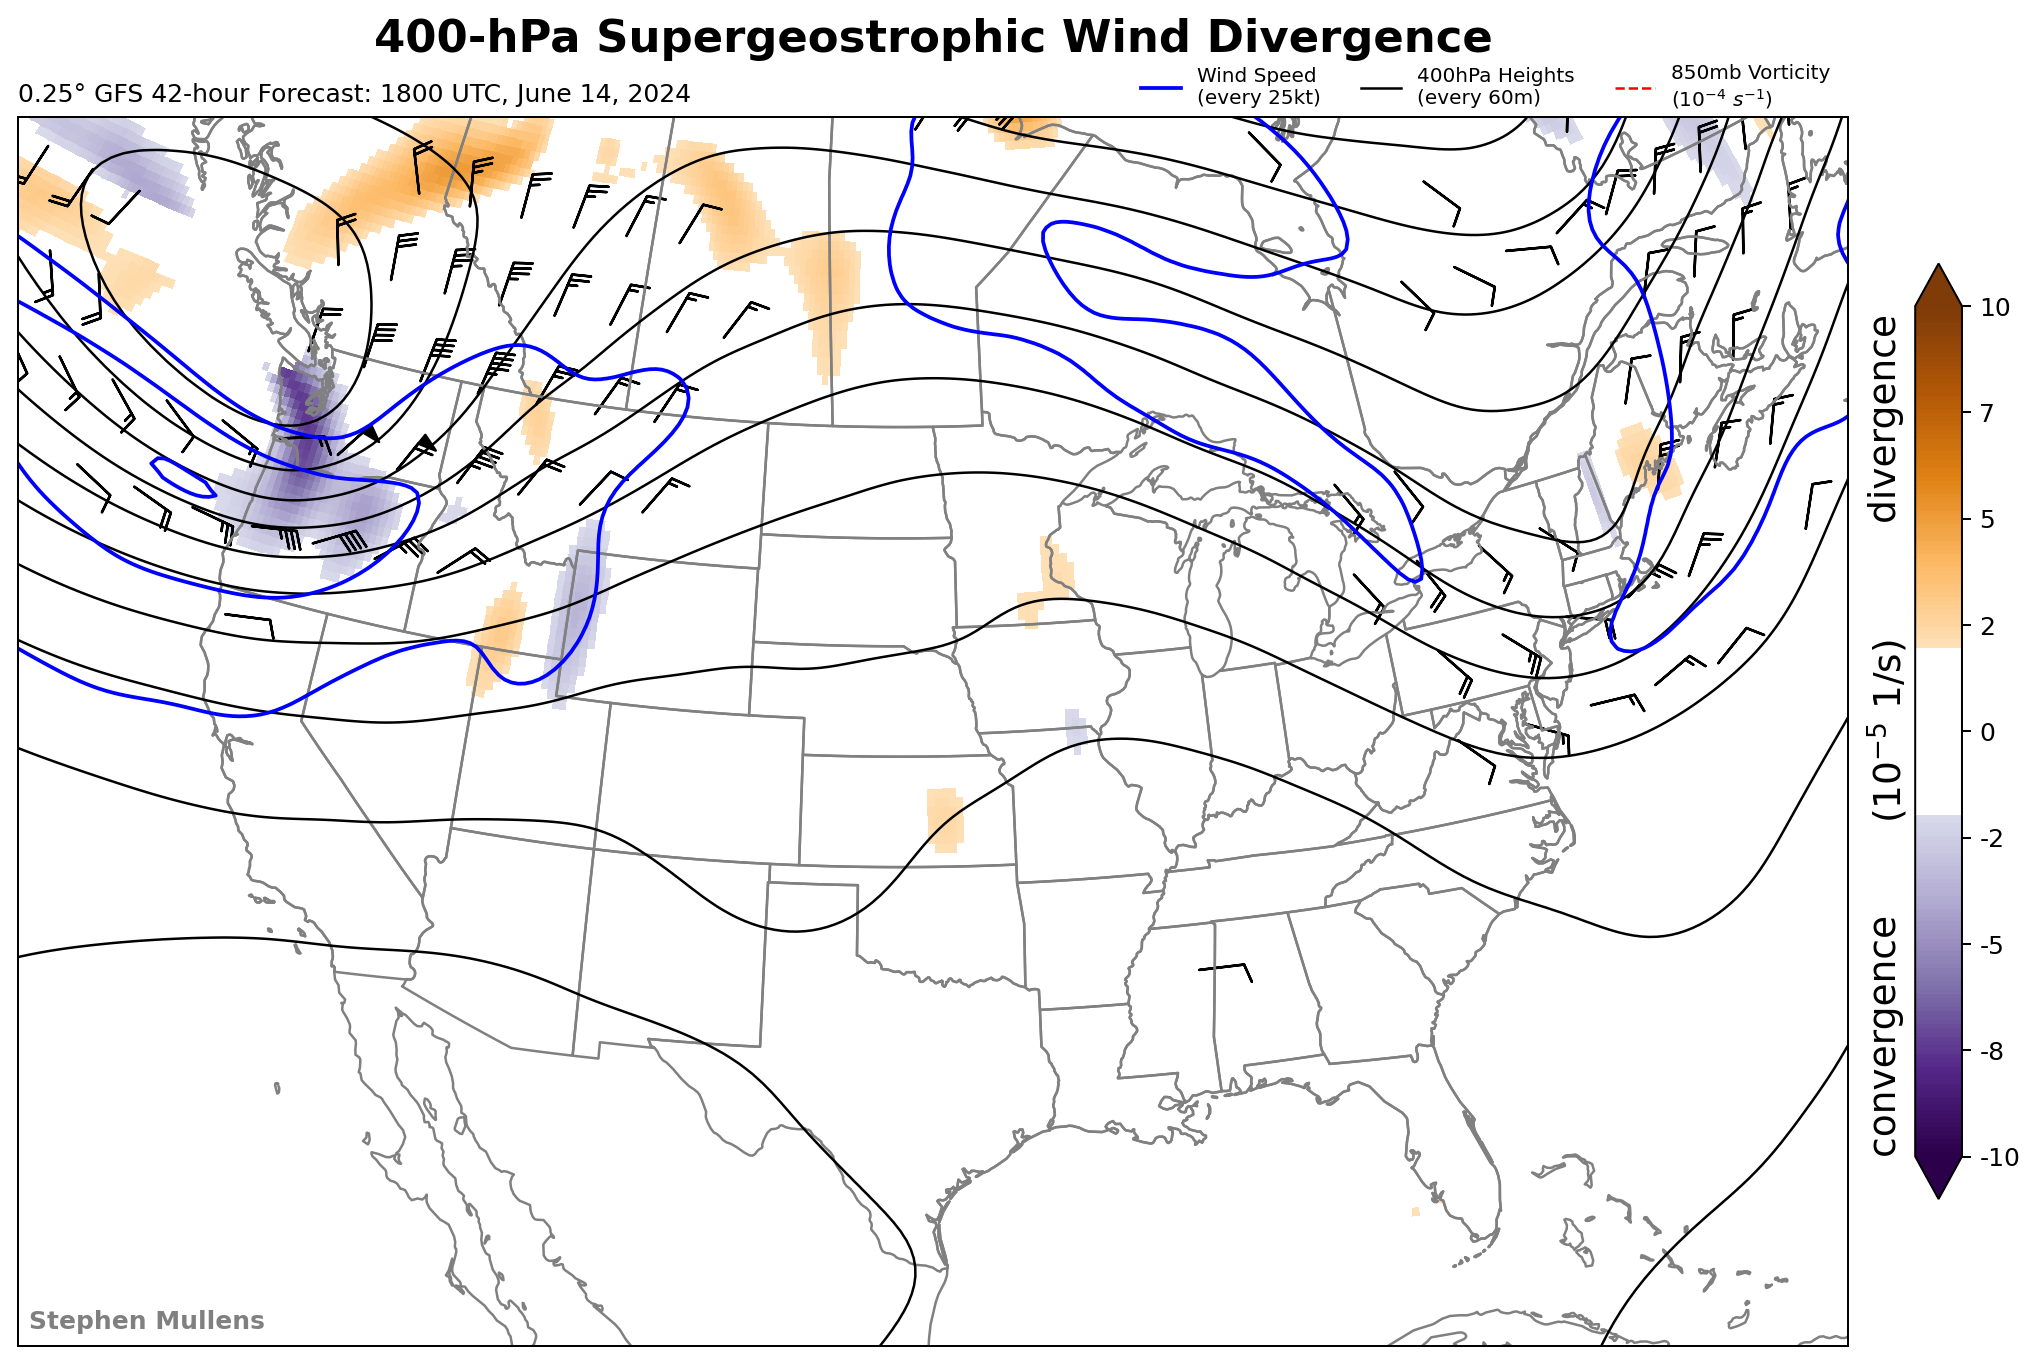 400-hPa Supergeostrophic Wind Divergence
0.25° GFS 42-hour Forecast: 1800 UTC, June 14, 2024
Wind Speed
(every 25kt)
400hPa Heights
(every 60m)
850mb Vorticity
(10⁻⁴ s⁻¹)
10
7
5
2
0
-2
-5
-8
-10
convergence (10⁻⁵ 1/s) divergence
Stephen Mullens